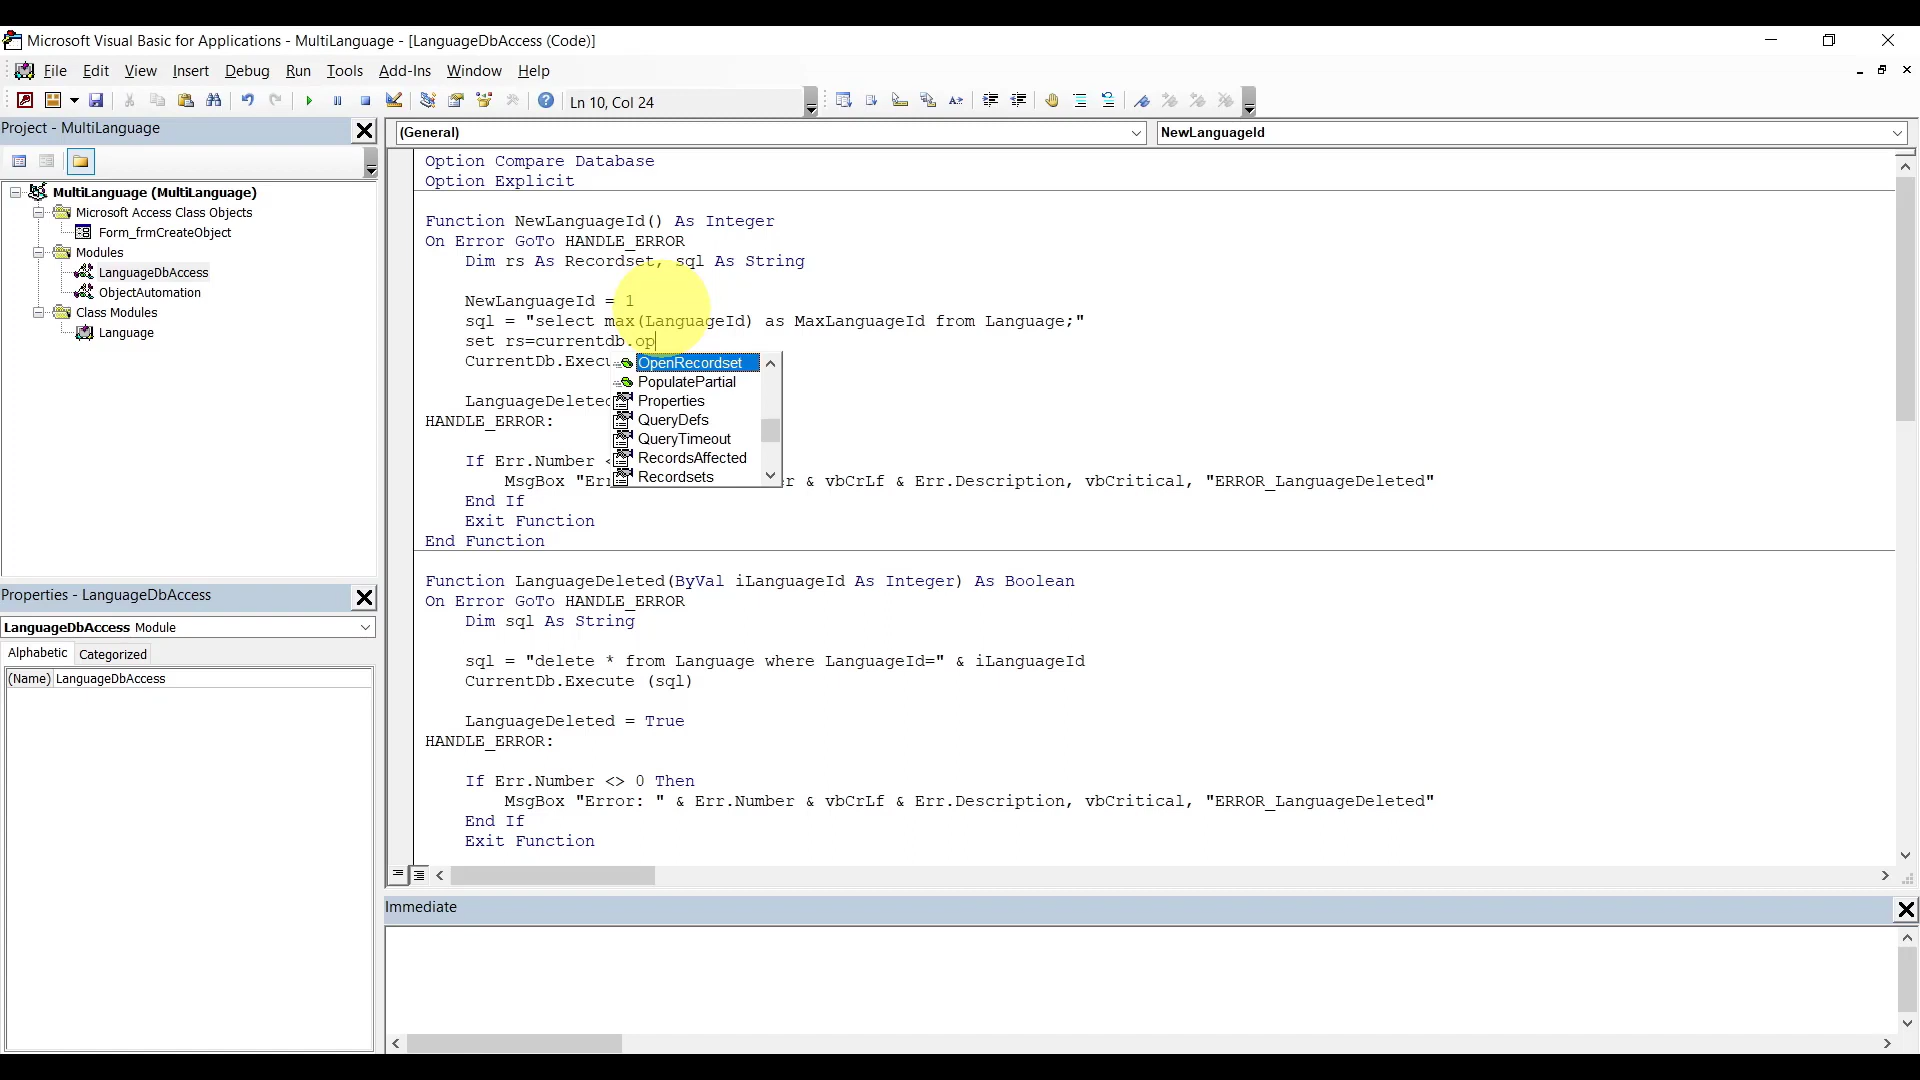 Microsoft Visual Basic for Applications - MultiLanguage - [LanguageDbAccess (Code)]
File Edit View Insert Debug Run Tools Add-Ins Window Help
Ln 10, Col 24
Project - MultiLanguage
MultiLanguage (MultiLanguage)
Microsoft Access Class Objects
Form_frmCreateObject
Modules
LanguageDbAccess
ObjectAutomation
Class Modules
Language
Properties - LanguageDbAccess
LanguageDbAccess Module
Alphabetic Categorized
(Name) LanguageDbAccess
(General) NewLanguageId
Option Compare Database
Option Explicit
Function NewLanguageId() As Integer
On Error GoTo HANDLE_ERROR
Dim rs As Recordset, sql As String
NewLanguageId = 1
sql = "select max(LanguageId) as MaxLanguageId from Language;"
set rs=currentdb.op
CurrentDb.Execu
LanguageDeleted
HANDLE_ERROR:
If Err.Number <
MsgBox "Err r & vbCrLf & Err.Description, vbCritical, "ERROR_LanguageDeleted"
End If
Exit Function
End Function
OpenRecordset
PopulatePartial
Properties
QueryDefs
QueryTimeout
RecordsAffected
Recordsets
Function LanguageDeleted(ByVal iLanguageId As Integer) As Boolean
On Error GoTo HANDLE_ERROR
Dim sql As String
sql = "delete * from Language where LanguageId=" & iLanguageId
CurrentDb.Execute (sql)
LanguageDeleted = True
HANDLE_ERROR:
If Err.Number <> 0 Then
MsgBox "Error: " & Err.Number & vbCrLf & Err.Description, vbCritical, "ERROR_LanguageDeleted"
End If
Exit Function
Immediate